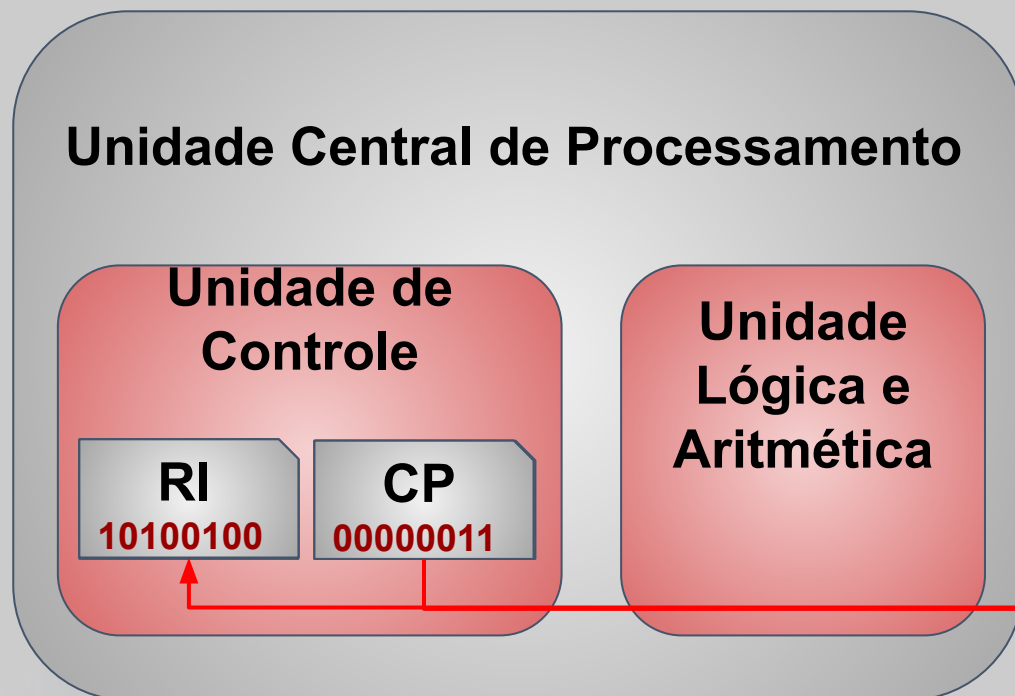 Unidade Central de Processamento
Unidade de
Controle
RI
10100100
CP
00000011
Unidade
Lógica e
Aritmética